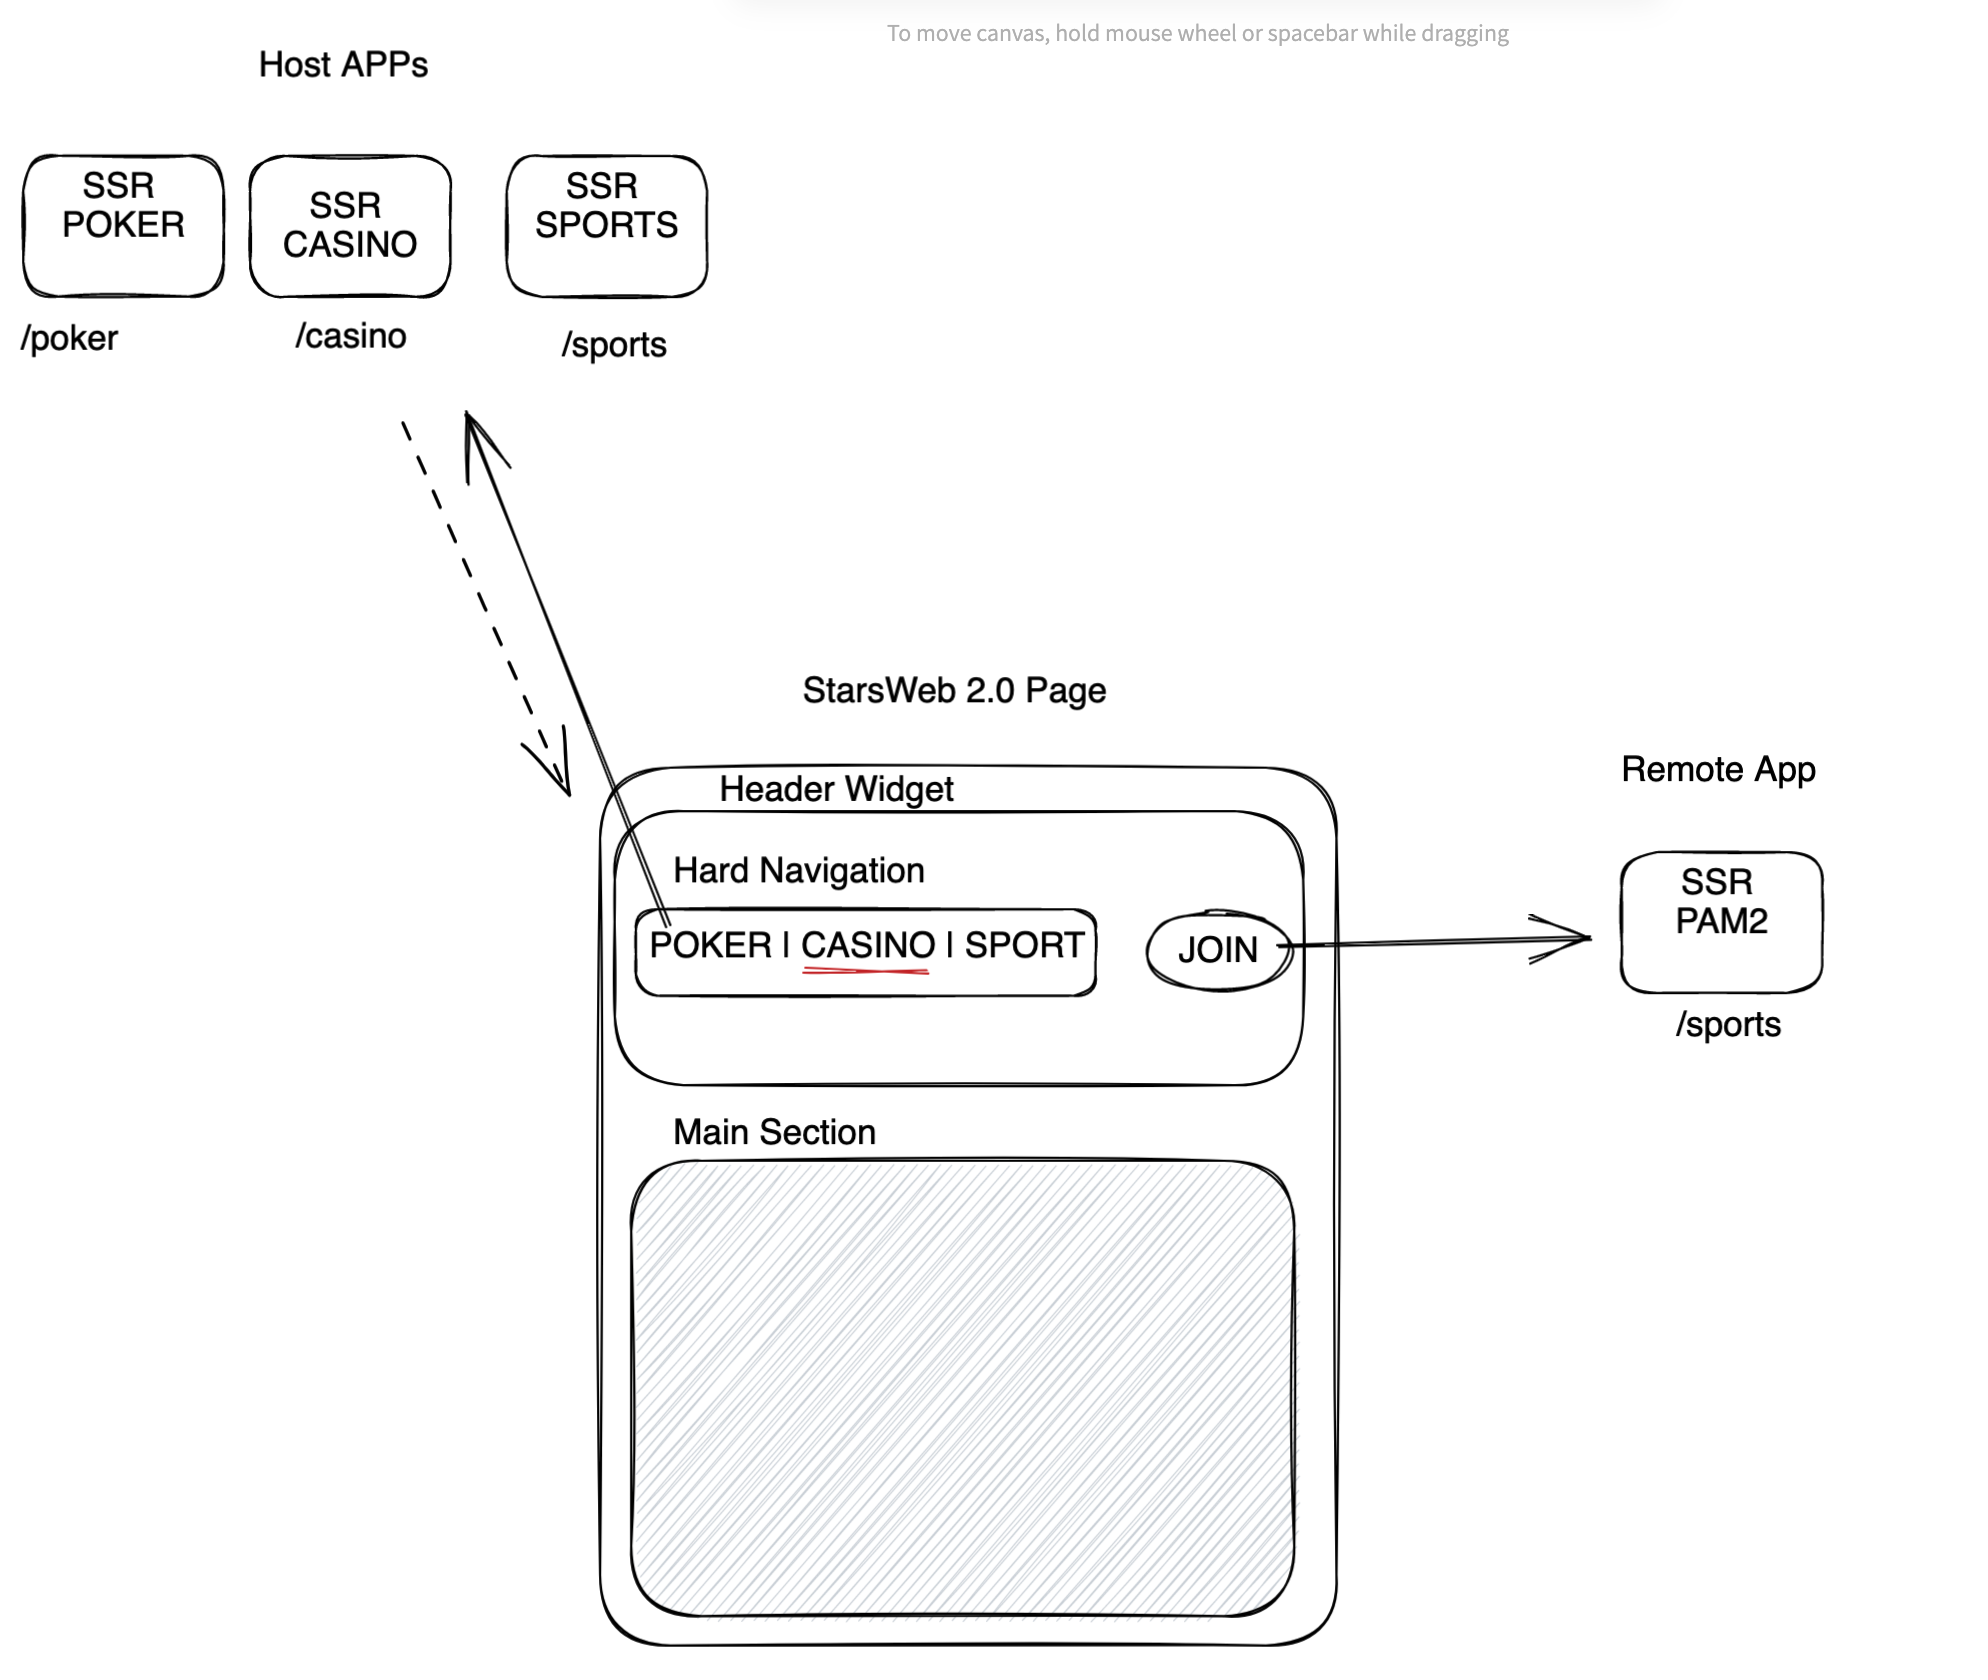 To move canvas, hold mouse wheel or spacebar while dragging
Host APPs
SSR
POKER
SSR
CASINO
SSR
SPORTS
/poker
/casino
/sports
StarsWeb 2.0 Page
Header Widget
Hard Navigation
POKER | CASINO | SPORT
JOIN
Remote App
SSR
PAM2
/sports
Main Section